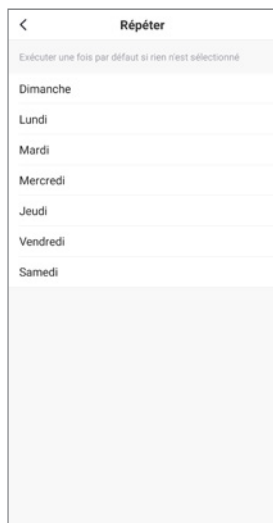 Répéter
Exécuter une fois par défaut si rien n'est sélectionné
Dimanche
Lundi
Mardi
Mercredi
Jeudi
Vendredi
Samedi